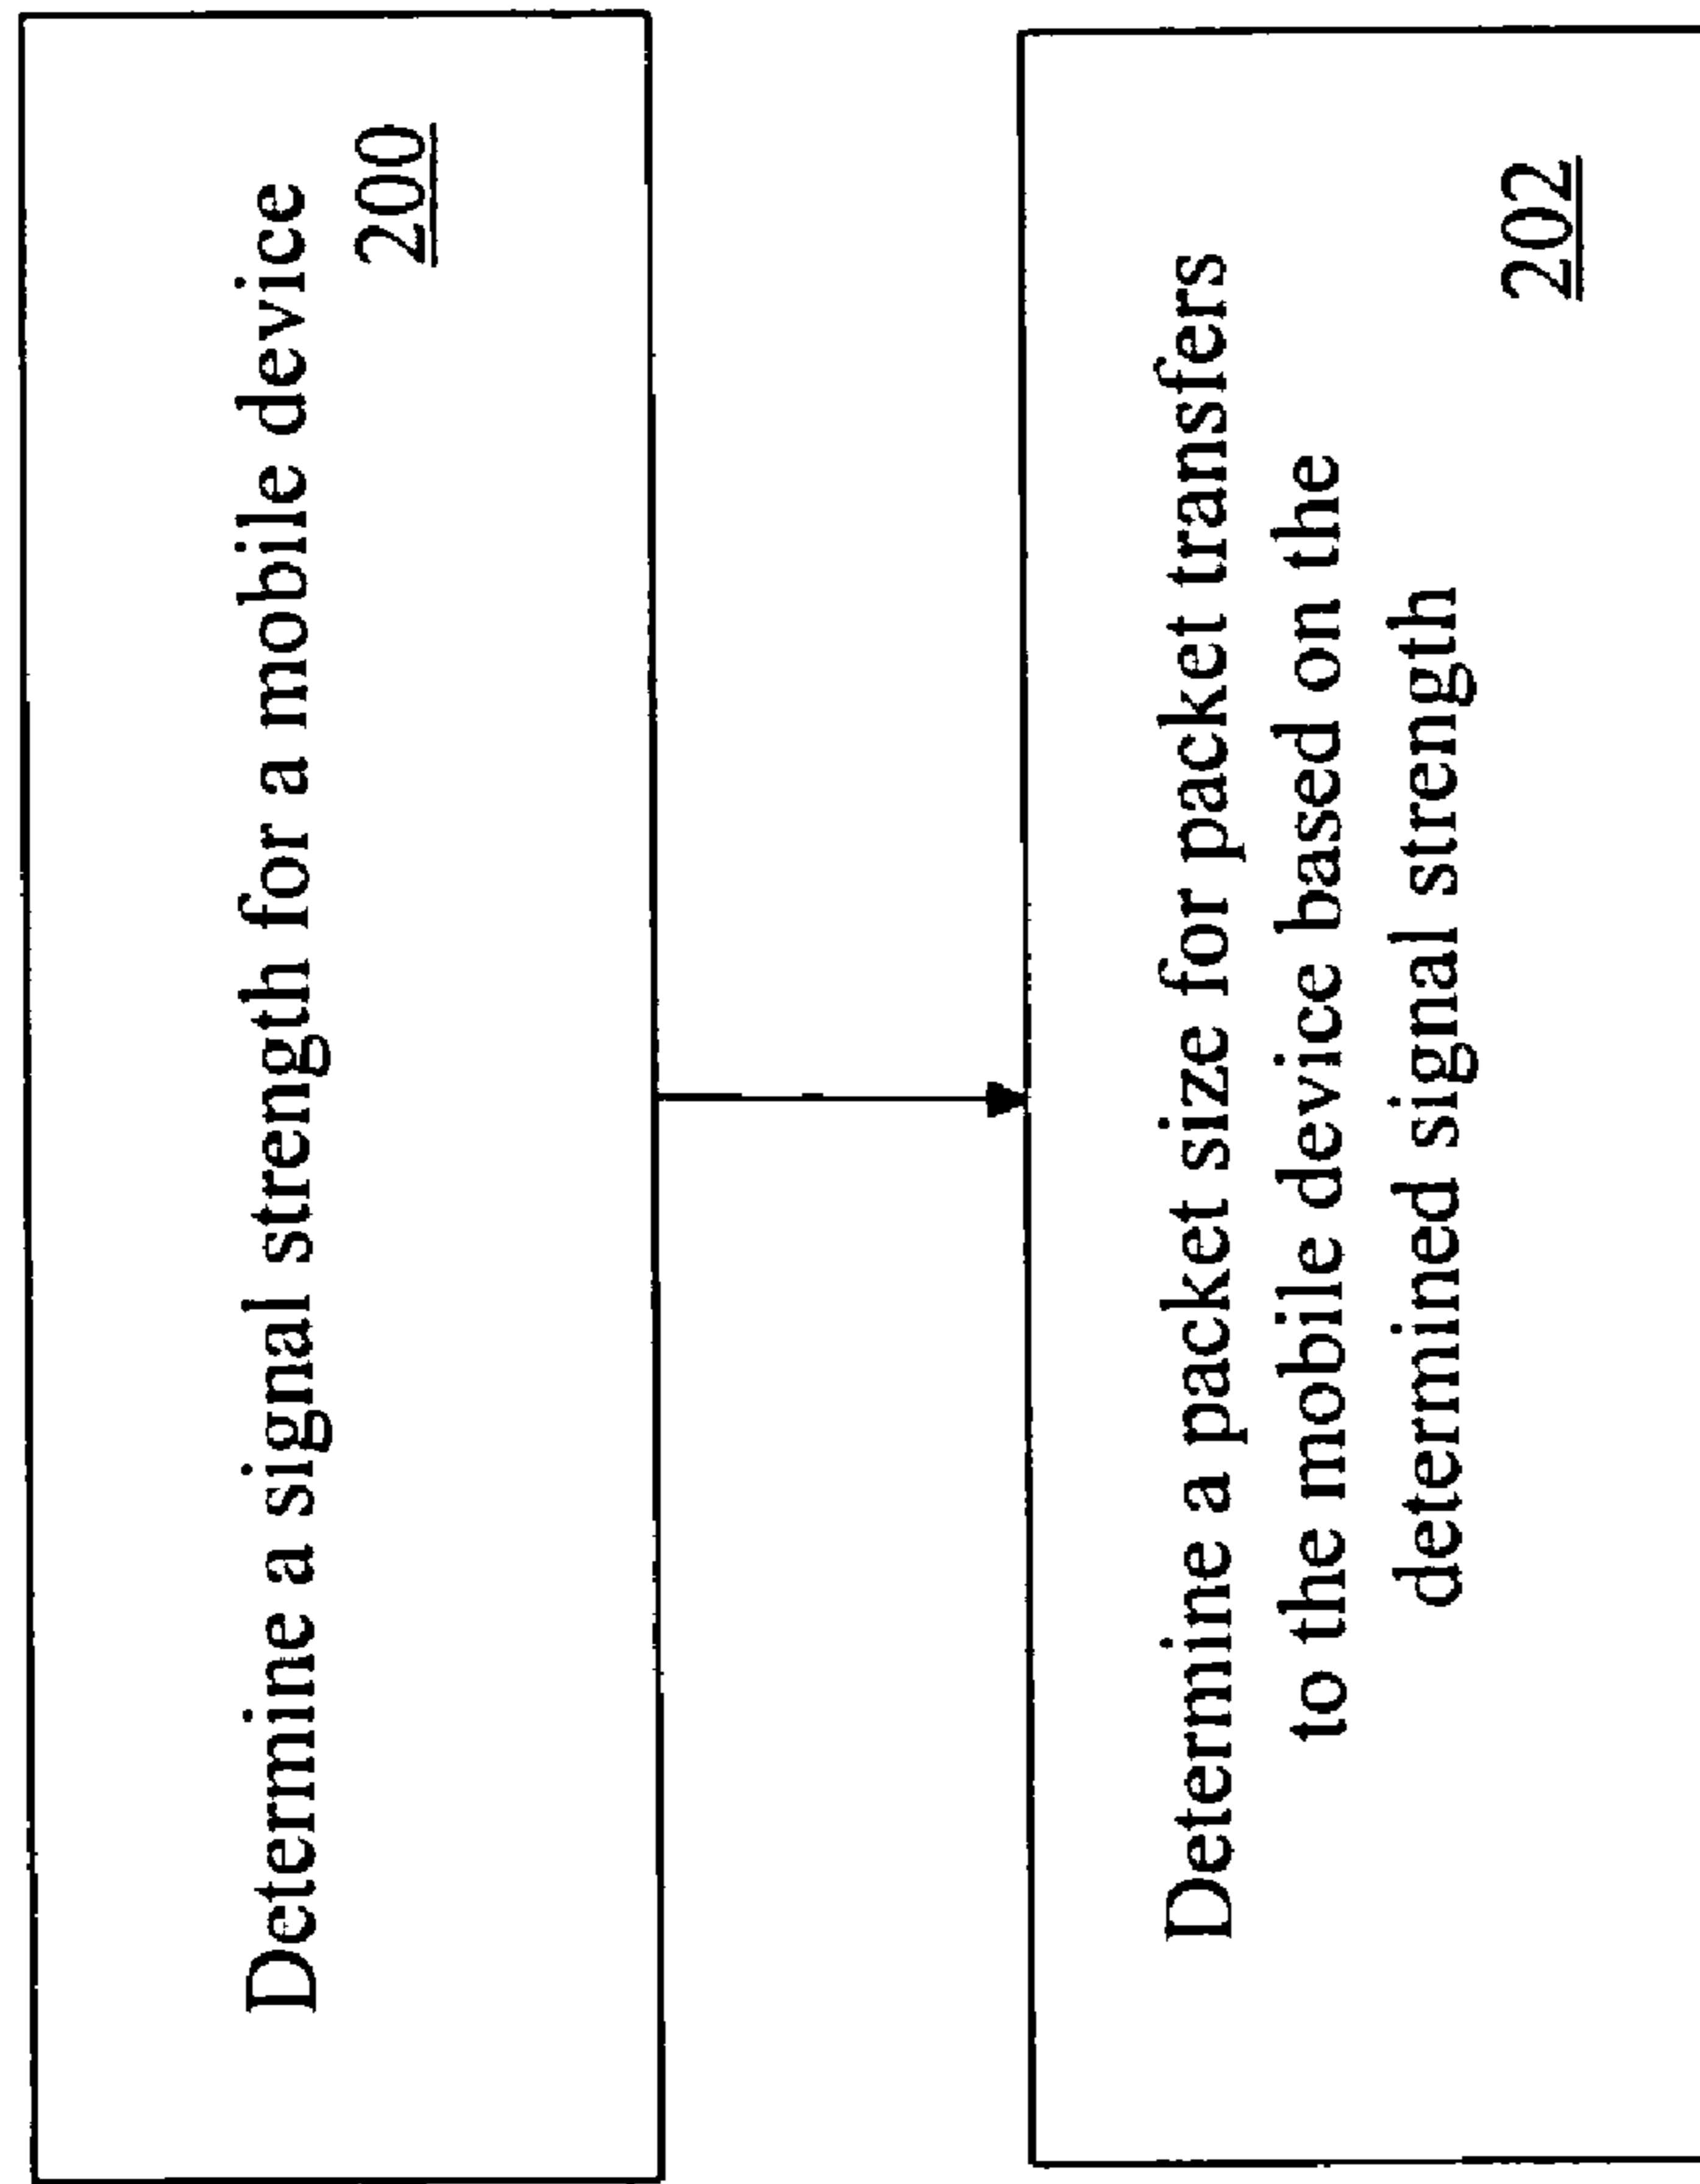 Determine a signal strength for a mobile device
200
Determine a packet size for packet transfers
to the mobile device based on the
determined signal strength
202